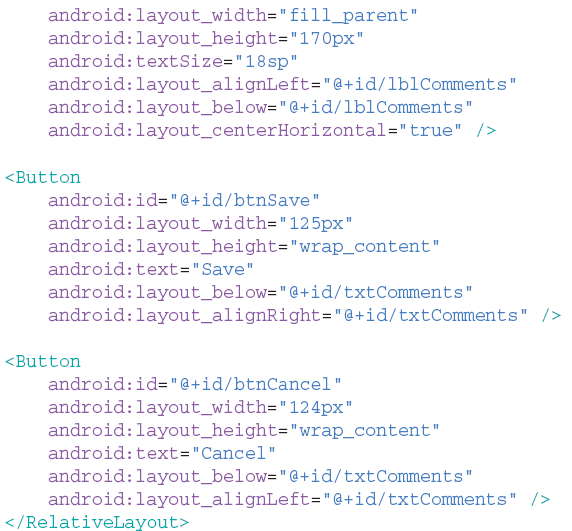 android:layout_width="fill_parent"
android:layout_height="170px"
android:textSize="18sp"
android:layout_alignLeft="@+id/lblComments"
android:layout_below="@+id/lblComments"
android:layout_centerHorizontal="true" />
<Button
android:id="@+id/btnSave"
android:layout_width="125px"
android:layout_height="wrap_content"
android:text="Save"
android:layout_below="@+id/txtComments"
android:layout_alignRight="@+id/txtComments" />
<Button
android:id="@+id/btnCancel"
android:layout_width="124px"
android:layout_height="wrap_content"
android:text="Cancel"
android:layout_below="@+id/txtComments"
android:layout_alignLeft="@+id/txtComments" />
</RelativeLayout>